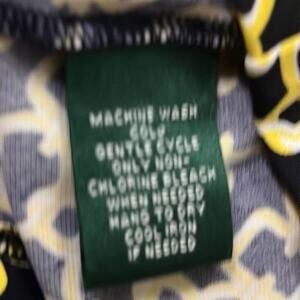 MACHINE WASH
COLD
GENTLE CYCLE
ONLY NON-
CHLORINE BLEACH
WHEN NEEDED
HANG TO DRY
COOL IRON
IF NEEDED